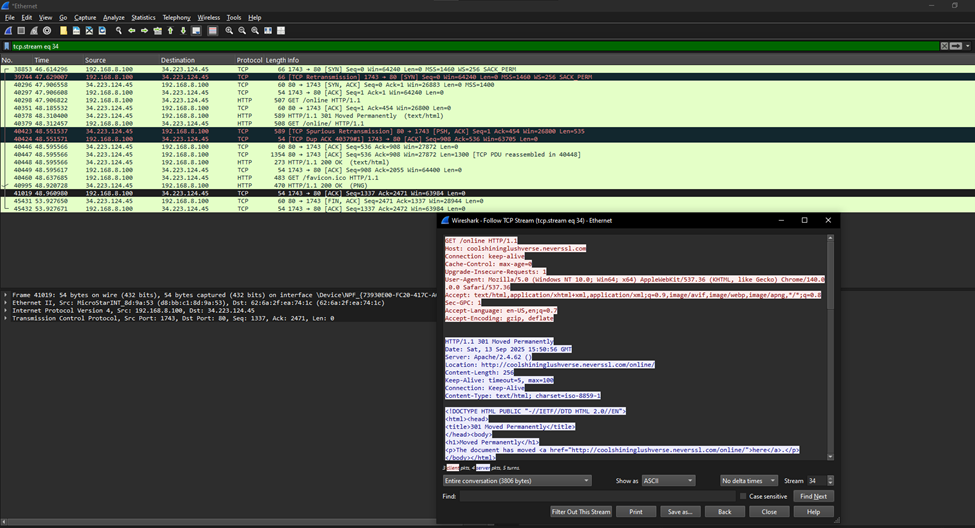 *Ethernet
File Edit View Go Capture Analyze Statistics Telephony Wireless Tools Help
tcp.stream eq 34
No. Time Source Destination Protocol Length Info
38853 46.614296 192.168.8.100 34.223.124.45 TCP 66 1743 → 80 [SYN] Seq=0 Win=64240 Len=0 MSS=1460 WS=256 SACK_PERM
39744 47.629007 192.168.8.100 34.223.124.45 TCP 66 [TCP Retransmission] 1743 → 80 [SYN] Seq=0 Win=64240 Len=0 MSS=1460 WS=256 SACK_PERM
40296 47.906558 34.223.124.45 192.168.8.100 TCP 60 80 → 1743 [SYN, ACK] Seq=0 Ack=1 Win=26883 Len=0 MSS=1400
40297 47.906608 192.168.8.100 34.223.124.45 TCP 54 1743 → 80 [ACK] Seq=1 Ack=1 Win=64240 Len=0
40298 47.906822 192.168.8.100 34.223.124.45 HTTP 507 GET /online HTTP/1.1
40351 48.185552 34.223.124.45 192.168.8.100 TCP 60 80 → 1743 [ACK] Seq=1 Ack=454 Win=26800 Len=0
40378 48.310400 34.223.124.45 192.168.8.100 HTTP 589 HTTP/1.1 301 Moved Permanently (text/html)
40379 48.312457 192.168.8.100 34.223.124.45 HTTP 508 GET /online/ HTTP/1.1
40423 48.551537 34.223.124.45 192.168.8.100 TCP 589 [TCP Spurious Retransmission] 80 → 1743 [PSH, ACK] Seq=1 Ack=454 Win=26800 Len=535
40424 48.551571 192.168.8.100 34.223.124.45 TCP 54 [TCP Dup ACK 40379#1] 1743 → 80 [ACK] Seq=908 Ack=536 Win=63705 Len=0
40446 48.595566 34.223.124.45 192.168.8.100 TCP 60 80 → 1743 [ACK] Seq=536 Ack=908 Win=27872 Len=0
40447 48.595566 34.223.124.45 192.168.8.100 TCP 1354 80 → 1743 [ACK] Seq=536 Ack=908 Win=27872 Len=1300 [TCP PDU reassembled in 40448]
40448 48.595566 34.223.124.45 192.168.8.100 HTTP 273 HTTP/1.1 200 OK (text/html)
40449 48.595617 192.168.8.100 34.223.124.45 TCP 54 1743 → 80 [ACK] Seq=908 Ack=2055 Win=64400 Len=0
40460 48.637685 192.168.8.100 34.223.124.45 HTTP 483 GET /favicon.ico HTTP/1.1
40995 48.920728 34.223.124.45 192.168.8.100 HTTP 470 HTTP/1.1 200 OK (PNG)
41019 48.960980 192.168.8.100 34.223.124.45 TCP 54 1743 → 80 [ACK] Seq=1337 Ack=2471 Win=63984 Len=0
45431 53.927650 34.223.124.45 192.168.8.100 TCP 60 80 → 1743 [FIN, ACK] Seq=2471 Ack=1337 Win=28944 Len=0
45432 53.927671 192.168.8.100 34.223.124.45 TCP 54 1743 → 80 [ACK] Seq=1337 Ack=2472 Win=63984 Len=0
Frame 41019: 54 bytes on wire (432 bits), 54 bytes captured (432 bits) on interface \Device\NPF_{73930E00-FC20-417C-A
Ethernet II, Src: MicroStarINT_8d:9a:53 (d8:bb:c1:8d:9a:53), Dst: 62:6a:2f:ea:74:1c (62:6a:2f:ea:74:1c)
Internet Protocol Version 4, Src: 192.168.8.100, Dst: 34.223.124.45
Transmission Control Protocol, Src Port: 1743, Dst Port: 80, Seq: 1337, Ack: 2471, Len: 0
Wireshark - Follow TCP Stream (tcp.stream eq 34) - Ethernet
GET /online HTTP/1.1
Host: coolshininglushverse.neverssl.com
Connection: keep-alive
Cache-Control: max-age=0
Upgrade-Insecure-Requests: 1
User-Agent: Mozilla/5.0 (Windows NT 10.0; Win64; x64) AppleWebKit/537.36 (KHTML, like Gecko) Chrome/140.0
.0.0 Safari/537.36
Accept: text/html,application/xhtml+xml,application/xml;q=0.9,image/avif,image/webp,image/apng,*/*;q=0.8
Sec-GPC: 1
Accept-Language: en-US,en;q=0.7
Accept-Encoding: gzip, deflate
HTTP/1.1 301 Moved Permanently
Date: Sat, 13 Sep 2025 15:50:56 GMT
Server: Apache/2.4.62 ()
Location: http://coolshininglushverse.neverssl.com/online/
Content-Length: 256
Keep-Alive: timeout=5, max=100
Connection: Keep-Alive
Content-Type: text/html; charset=iso-8859-1
<!DOCTYPE HTML PUBLIC "-//IETF//DTD HTML 2.0//EN">
<html><head>
<title>301 Moved Permanently</title>
</head><body>
<h1>Moved Permanently</h1>
<p>The document has moved <a href="http://coolshininglushverse.neverssl.com/online/">here</a>.</p>
</body></html>
3 client pkts, 4 server pkts, 5 turns.
Entire conversation (3806 bytes) Show as ASCII No delta times Stream 34
Find: Case sensitive Find Next
Filter Out This Stream Print Save as... Back Close Help